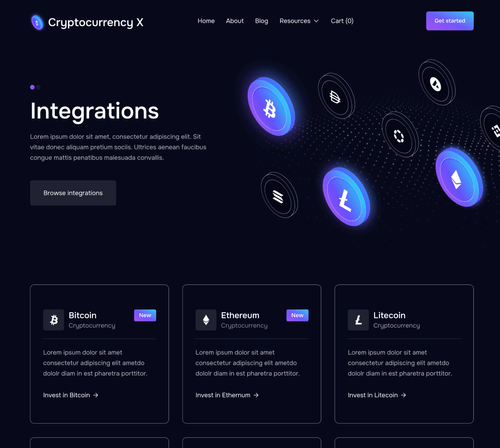 Cryptocurrency X
Home
About
Blog
Resources
Cart (0)
Get started
Integrations
Lorem ipsum dolor sit amet, consectetur adipiscing elit. Sit
vitae donec aliquam pretium sociis. Ultrices aenean faucibus
congue mattis penatibus malesuada convallis.
Browse integrations
Bitcoin
Cryptocurrency
New
Lorem ipsum dolor sit amet
consectetur adipiscing elit ametdo
dololr diam in est pharetra porttitor.
Invest in Bitcoin →
Ethereum
Cryptocurrency
New
Lorem ipsum dolor sit amet
consectetur adipiscing elit ametdo
dololr diam in est pharetra porttitor.
Invest in Ethernum →
Litecoin
Cryptocurrency
Lorem ipsum dolor sit amet
consectetur adipiscing elit ametdo
dololr diam in est pharetra porttitor.
Invest in Litecoin →